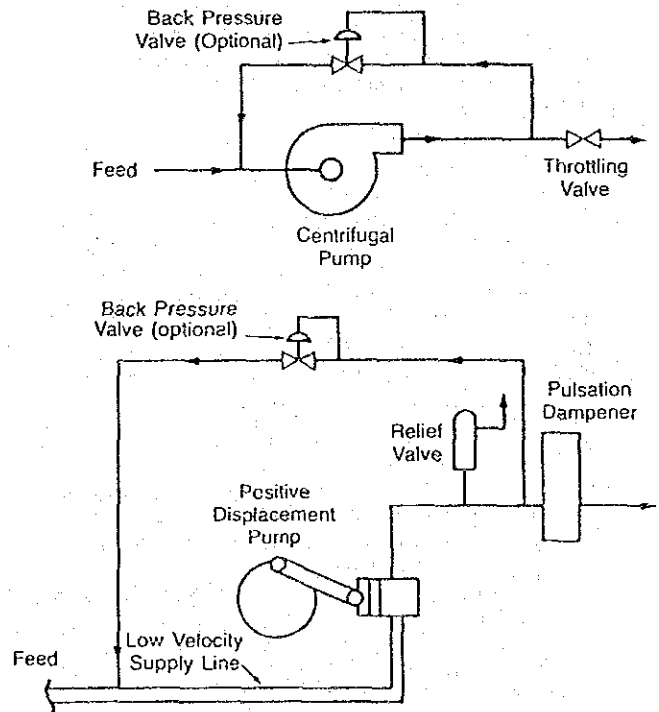 Back Pressure
Valve (Optional)
Feed
Throttling
Valve
Centrifugal
Pump
Back Pressure
Valve (optional)
Pulsation
Dampener
Relief
Valve
Positive
Displacement
Pump
Low Velocity
Supply Line
Feed